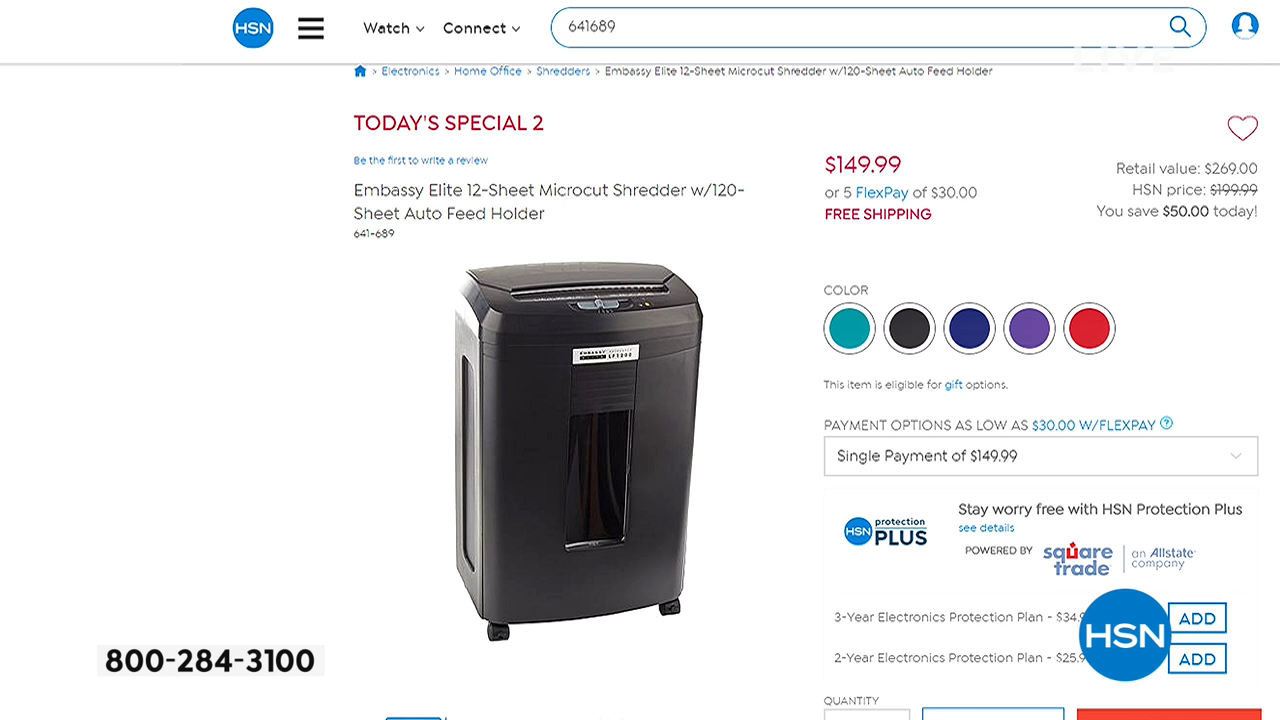 HSN
Watch
Connect
641689
LIVE
> Electronics > Home Office > Shredders > Embassy Elite 12-Sheet Microcut Shredder w/120-Sheet Auto Feed Holder
TODAY'S SPECIAL 2
Be the first to write a review
Embassy Elite 12-Sheet Microcut Shredder w/120-
Sheet Auto Feed Holder
641-689
EMBASSY
LF1200
$149.99
or 5 FlexPay of $30.00
FREE SHIPPING
Retail value: $269.00
HSN price: $199.99
You save $50.00 today!
COLOR
This item is eligible for gift options.
PAYMENT OPTIONS AS LOW AS $30.00 W/FLEXPAY ?
Single Payment of $149.99
HSN protection PLUS
Stay worry free with HSN Protection Plus
see details
POWERED BY
square trade
an Allstate company
3-Year Electronics Protection Plan - $34.9
ADD
2-Year Electronics Protection Plan - $25.9
ADD
HSN
QUANTITY
800-284-3100